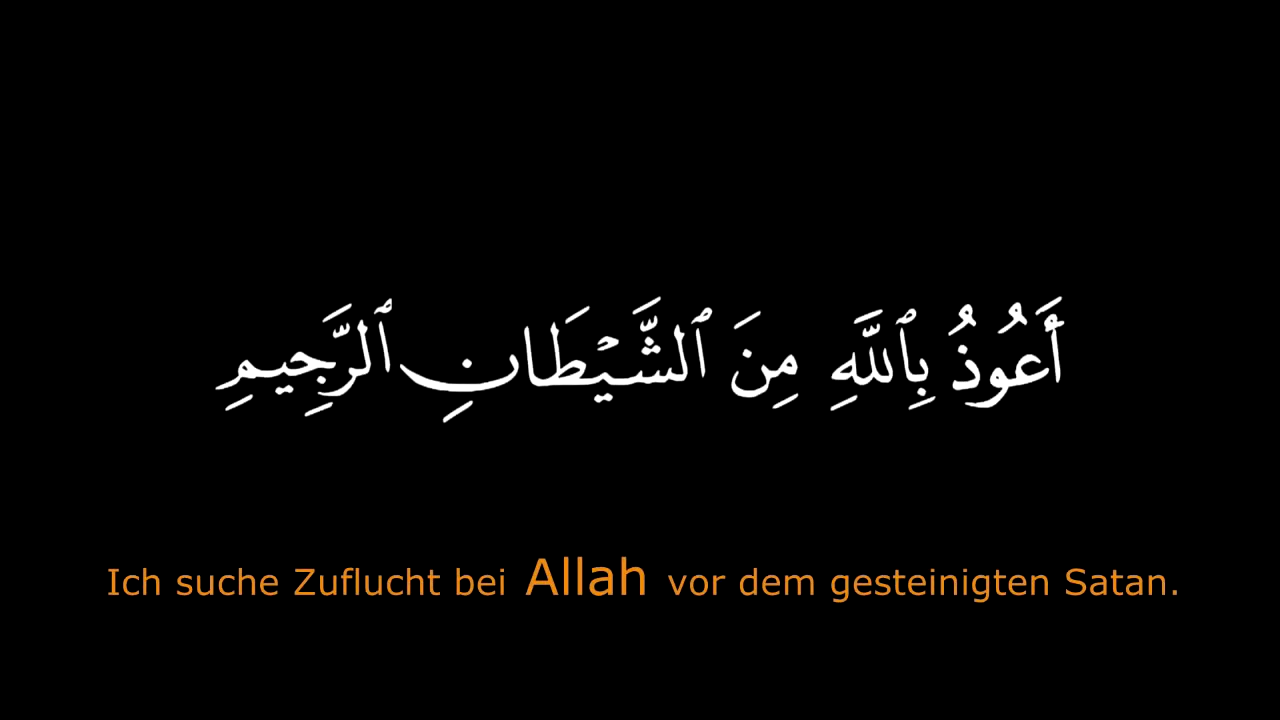 أَعُوذُ بِٱللَّهِ مِنَ ٱلشَّيْطَانِ ٱلرَّجِيمِ
Ich suche Zuflucht bei Allah vor dem gesteinigten Satan.